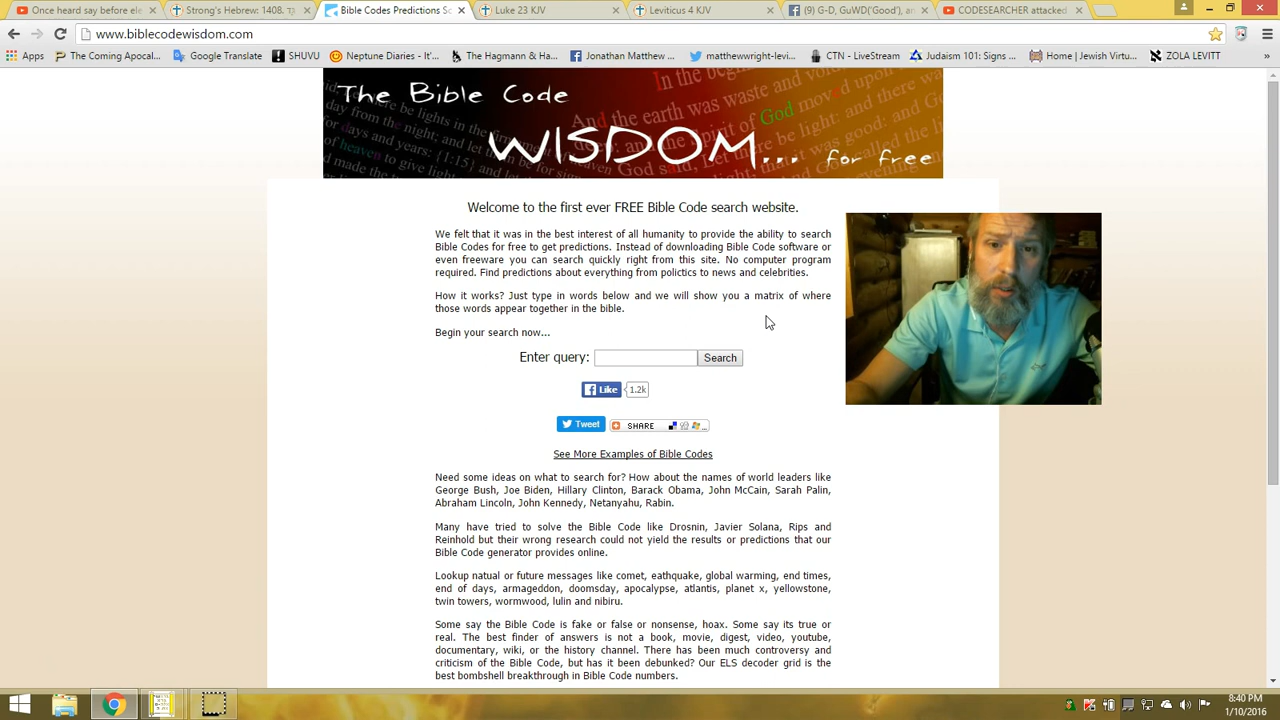 Once heard say before ele
Strong's Hebrew: 1408.
Bible Codes Predictions S
Luke 23 KJV
Leviticus 4 KJV
(9) G-D, GuWD('Good', an
CODESEARCHER attacked
www.biblecodewisdom.com
Apps
The Coming Apocal...
Google Translate
SHUVU
Neptune Diaries - It'...
The Hagmann & Ha...
Jonathan Matthew ...
matthewwright-levi...
CTN - LiveStream
Judaism 101: Signs ...
Home | Jewish Virtu...
ZOLA LEVITT
The Bible Code
WISDOM... for free
Welcome to the first ever FREE Bible Code search website.
We felt that it was in the best interest of all humanity to provide the ability to search
Bible Codes for free to get predictions. Instead of downloading Bible Code software or
even freeware you can search quickly right from this site. No computer program
required. Find predictions about everything from polictics to news and celebrities.
How it works? Just type in words below and we will show you a matrix of where
those words appear together in the bible.
Begin your search now...
Enter query:
Search
Like
1.2k
Tweet
SHARE
See More Examples of Bible Codes
Need some ideas on what to search for? How about the names of world leaders like
George Bush, Joe Biden, Hillary Clinton, Barack Obama, John McCain, Sarah Palin,
Abraham Lincoln, John Kennedy, Netanyahu, Rabin.
Many have tried to solve the Bible Code like Drosnin, Javier Solana, Rips and
Reinhold but their wrong research could not yield the results or predictions that our
Bible Code generator provides online.
Lookup natual or future messages like comet, eathquake, global warming, end times,
end of days, armageddon, doomsday, apocalypse, atlantis, planet x, yellowstone,
twin towers, wormwood, lulin and nibiru.
Some say the Bible Code is fake or false or nonsense, hoax. Some say its true or
real. The best finder of answers is not a book, movie, digest, video, youtube,
documentary, wiki, or the history channel. There has been much controversy and
criticism of the Bible Code, but has it been debunked? Our ELS decoder grid is the
best bombshell breakthrough in Bible Code numbers.
8:40 PM
1/10/2016